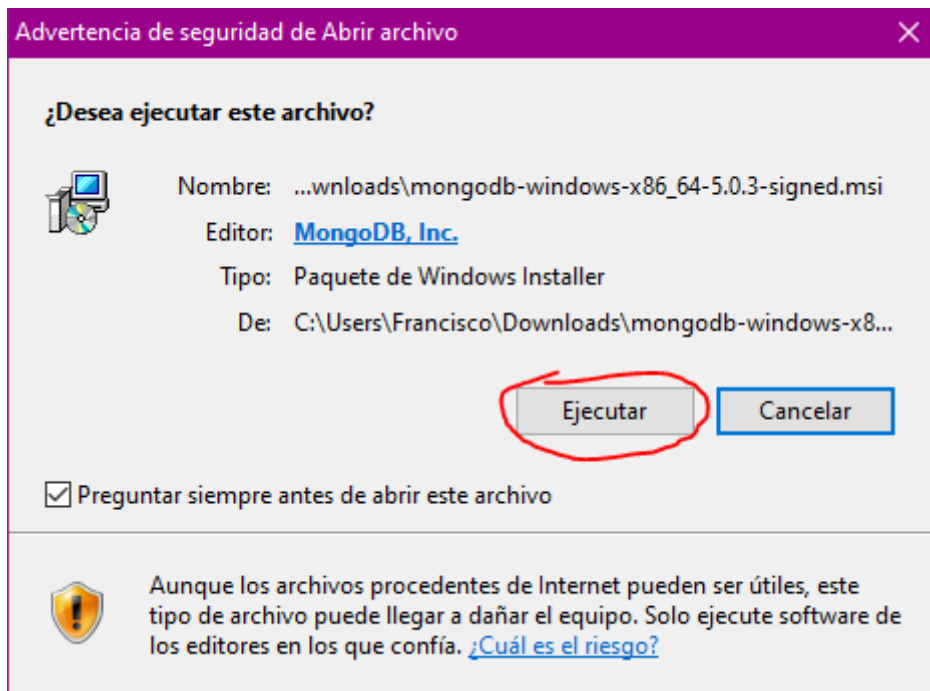 Advertencia de seguridad de Abrir archivo
¿Desea ejecutar este archivo?
Nombre: ...wnloads\mongodb-windows-x86_64-5.0.3-signed.msi
Editor: MongoDB, Inc.
Tipo: Paquete de Windows Installer
De: C:\Users\Francisco\Downloads\mongodb-windows-x8...
Ejecutar Cancelar
Preguntar siempre antes de abrir este archivo
Aunque los archivos procedentes de Internet pueden ser útiles, este
tipo de archivo puede llegar a dañar el equipo. Solo ejecute software de
los editores en los que confía. ¿Cuál es el riesgo?